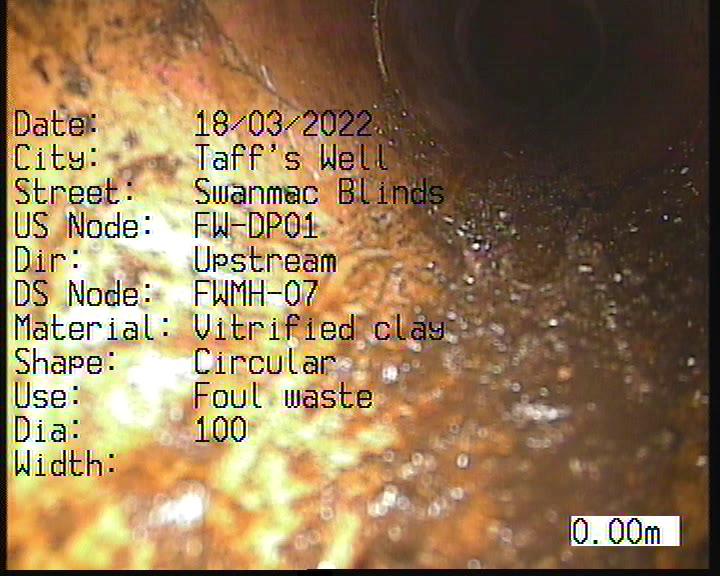 Date: 18/03/2022
City: Taff's Well
Street: Swanmac Blinds
US Node: FW-DP01
Dir: Upstream
DS Node: FWMH-07
Material: Vitrified clay
Shape: Circular
Use: Foul waste
Dia: 100
Width:
0.00m